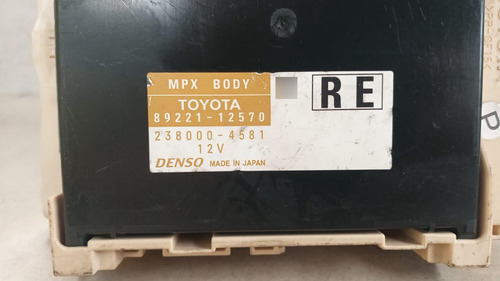 MPX BODY
TOYOTA
89221-12570
238000-4581
12V
DENSO MADE IN JAPAN
RE
P